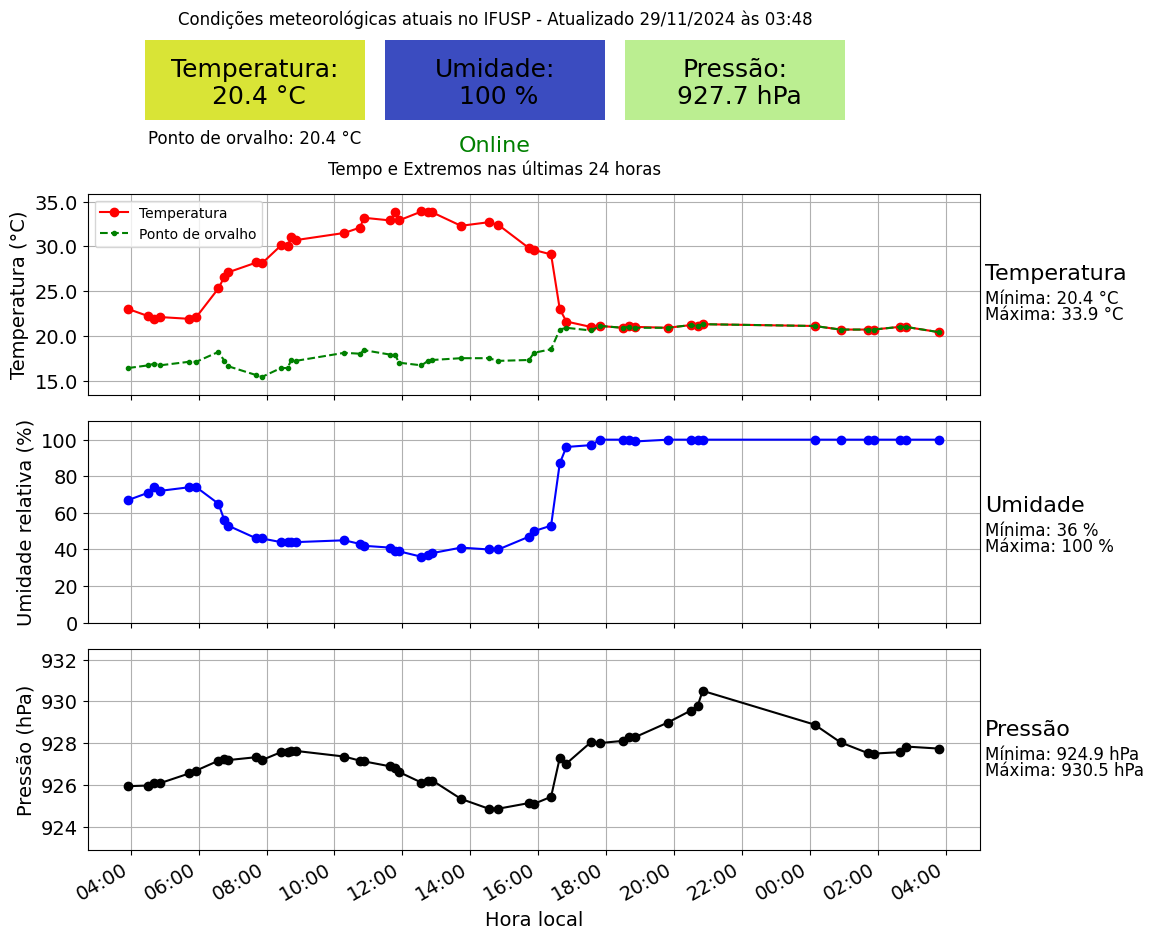 Condições meteorológicas atuais no IFUSP - Atualizado 29/11/2024 às 03:48
Temperatura:
20.4 °C
Umidade:
100 %
Pressão:
927.7 hPa
Ponto de orvalho: 20.4 °C
Online
Tempo e Extremos nas últimas 24 horas
Temperatura (°C)
35.0
30.0
25.0
20.0
15.0
Temperatura
Ponto de orvalho
Temperatura
Mínima: 20.4 °C
Máxima: 33.9 °C
Umidade relativa (%)
100
80
60
40
20
0
Umidade
Mínima: 36 %
Máxima: 100 %
Pressão (hPa)
932
930
928
926
924
Pressão
Mínima: 924.9 hPa
Máxima: 930.5 hPa
04:00 06:00 08:00 10:00 12:00 14:00 16:00 18:00 20:00 22:00 00:00 02:00 04:00
Hora local